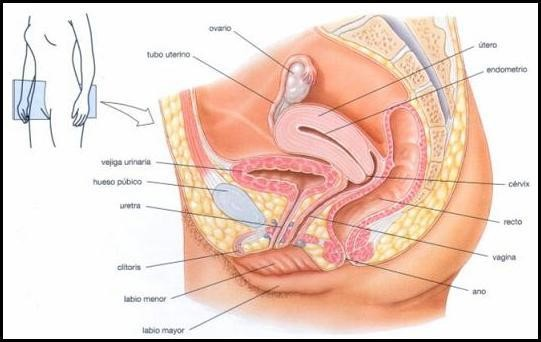 ovario
tubo uterino
útero
endometrio
vejiga urinaria
hueso púbico
uretra
cérvix
recto
vagina
clítoris
labio menor
ano
labio mayor